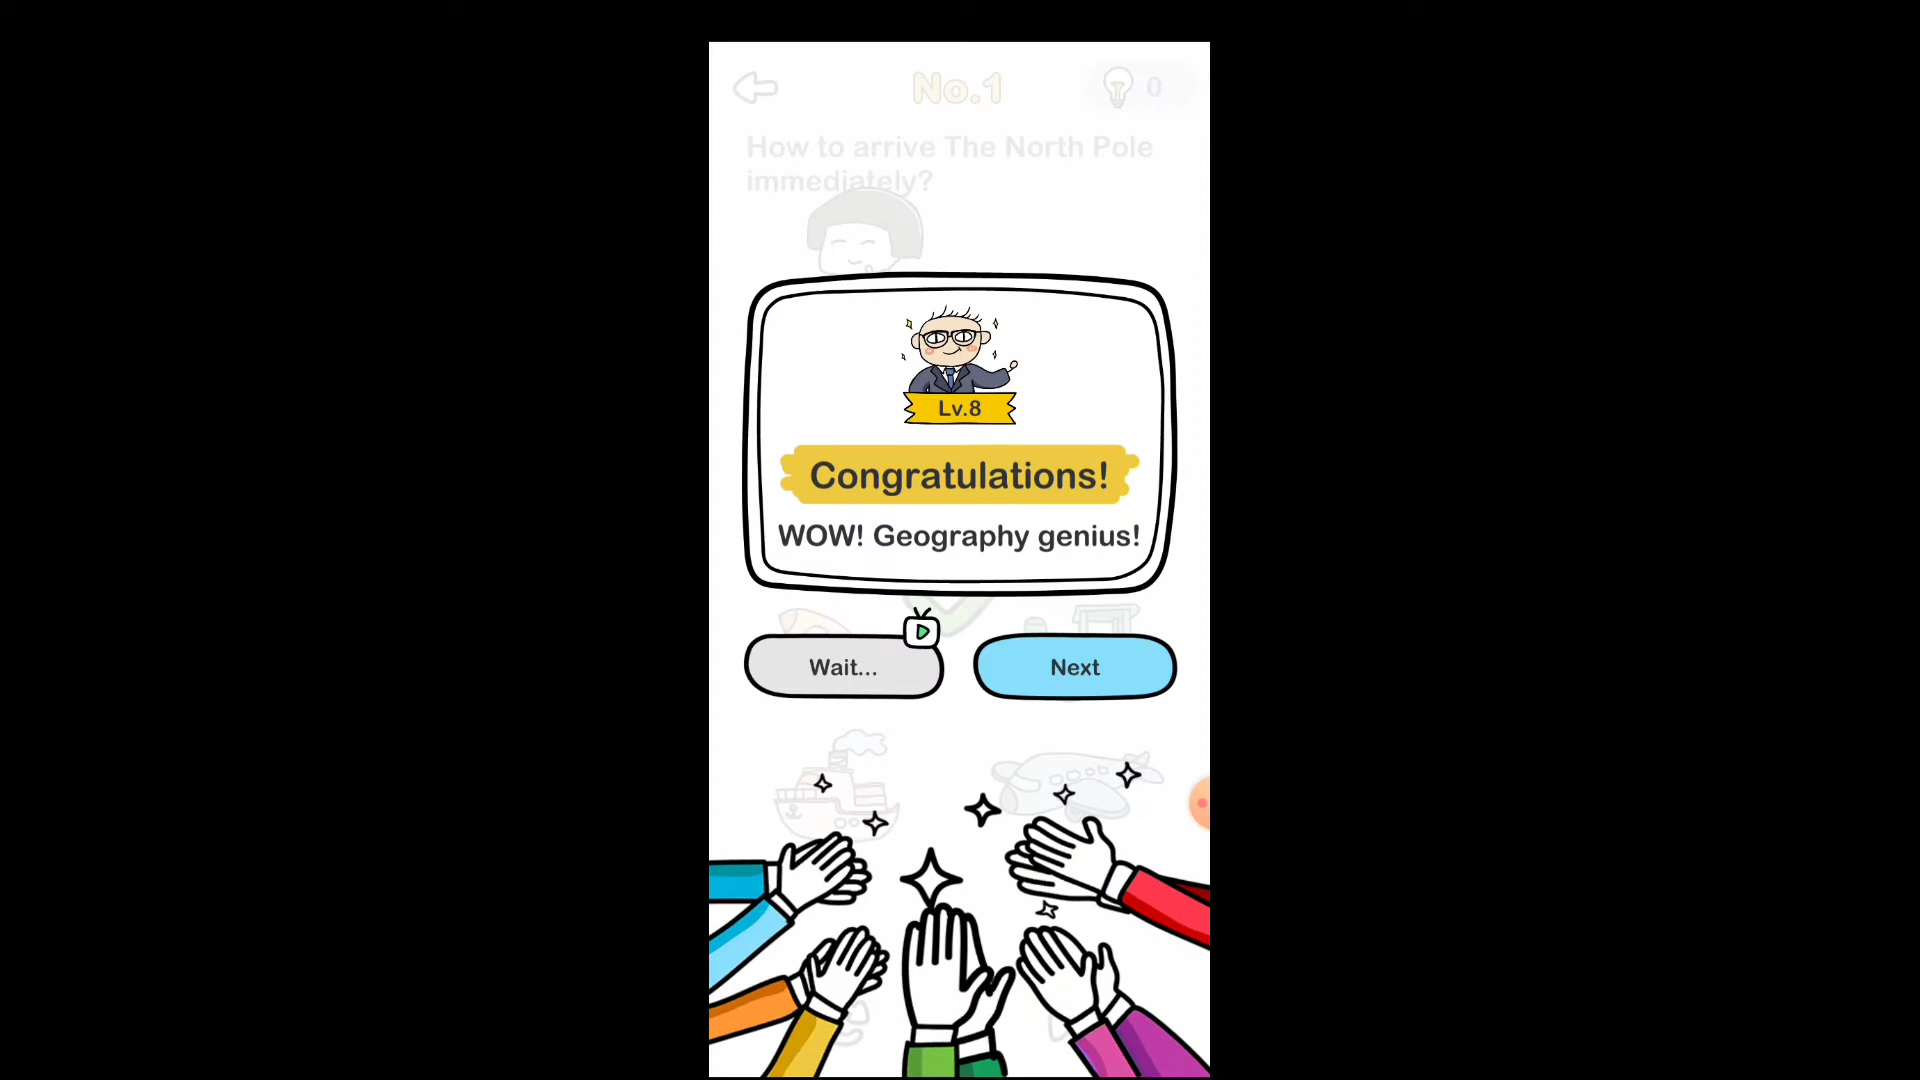 No.1
0
How to arrive The North Pole
immediately?
Lv.8
Congratulations!
WOW! Geography genius!
Wait...
Next